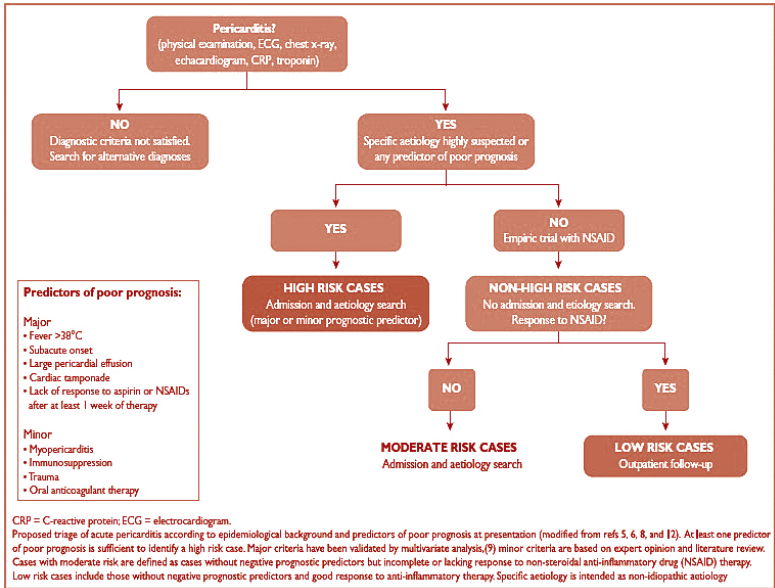 Pericarditis?
(physical examination, ECG, chest x-ray,
echacardiogram, CRP, troponin)
NO
Diagnostic criteria not satisfied.
Search for alternative diagnoses
YES
Specific aetiology highly suspected or
any predictor of poor prognosis
YES
NO
Empiric trial with NSAID
HIGH RISK CASES
Admission and aetiology search
(major or minor prognostic predictor)
NON-HIGH RISK CASES
No admission and etiology search.
Response to NSAID?
Predictors of poor prognosis:
Major
• Fever >38°C
• Subacute onset
• Large pericardial effusion
• Cardiac tamponade
• Lack of response to aspirin or NSAIDs
after at least 1 week of therapy
Minor
• Myopericarditis
• Immunosuppression
• Trauma
• Oral anticoagulant therapy
NO
YES
MODERATE RISK CASES
Admission and aetiology search
LOW RISK CASES
Outpatient follow-up
CRP = C-reactive protein; ECG = electrocardiogram.
Proposed triage of acute pericarditis according to epidemiological background and predictors of poor prognosis at presentation (modified from refs 5, 6, 8, and 12). At least one predictor
of poor prognosis is sufficient to identify a high risk case. Major criteria have been validated by multivariate analysis,(9) minor criteria are based on expert opinion and literature review.
Cases with moderate risk are defined as cases without negative prognostic predictors but incomplete or lacking response to non-steroidal anti-inflammatory drug (NSAID) therapy.
Low risk cases include those without negative prognostic predictors and good response to anti-inflammatory therapy. Specific aetiology is intended as non-idiopathic aetiology